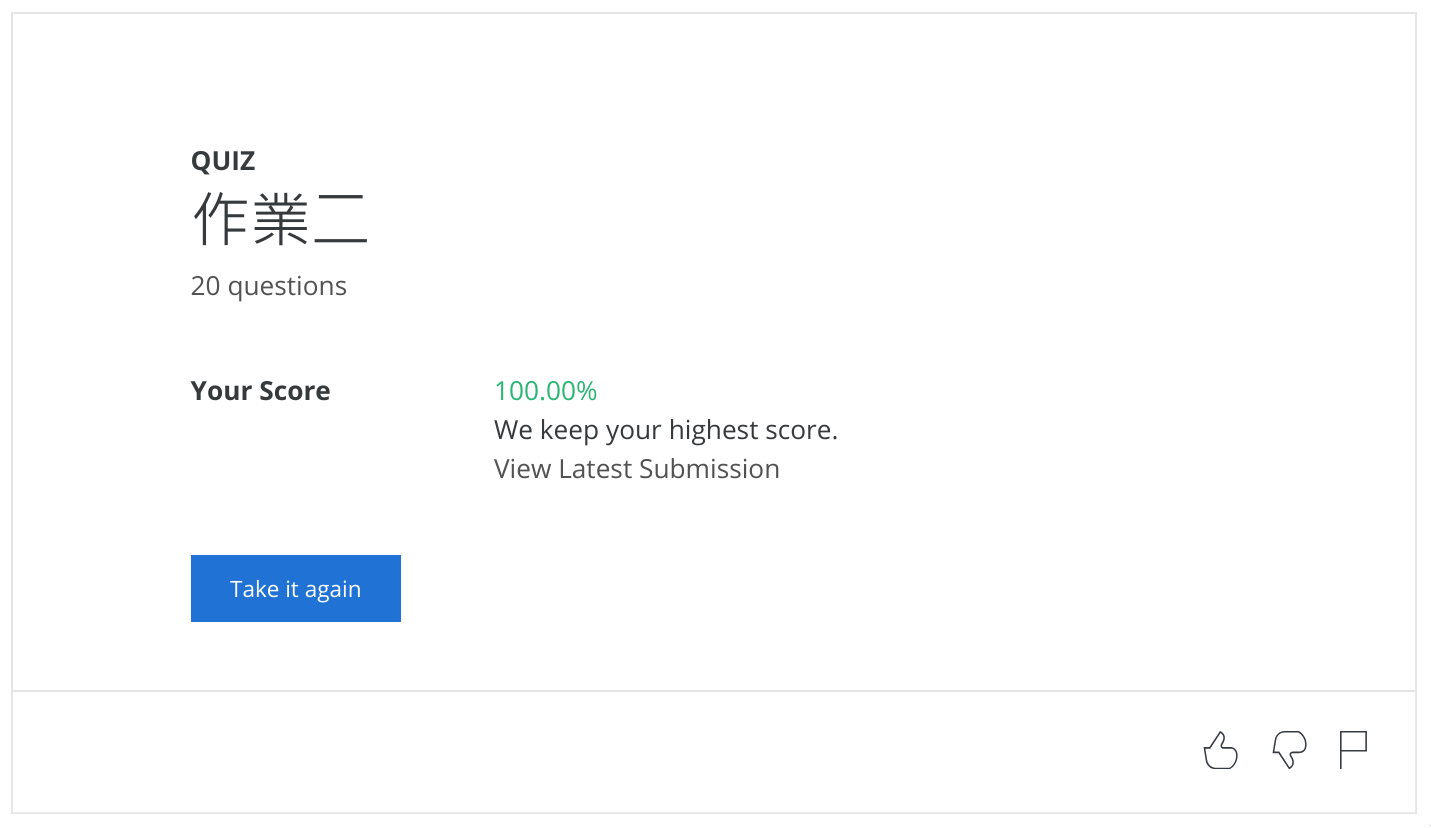 QUIZ
作業二
20 questions
Your Score
100.00%
We keep your highest score.
View Latest Submission
Take it again